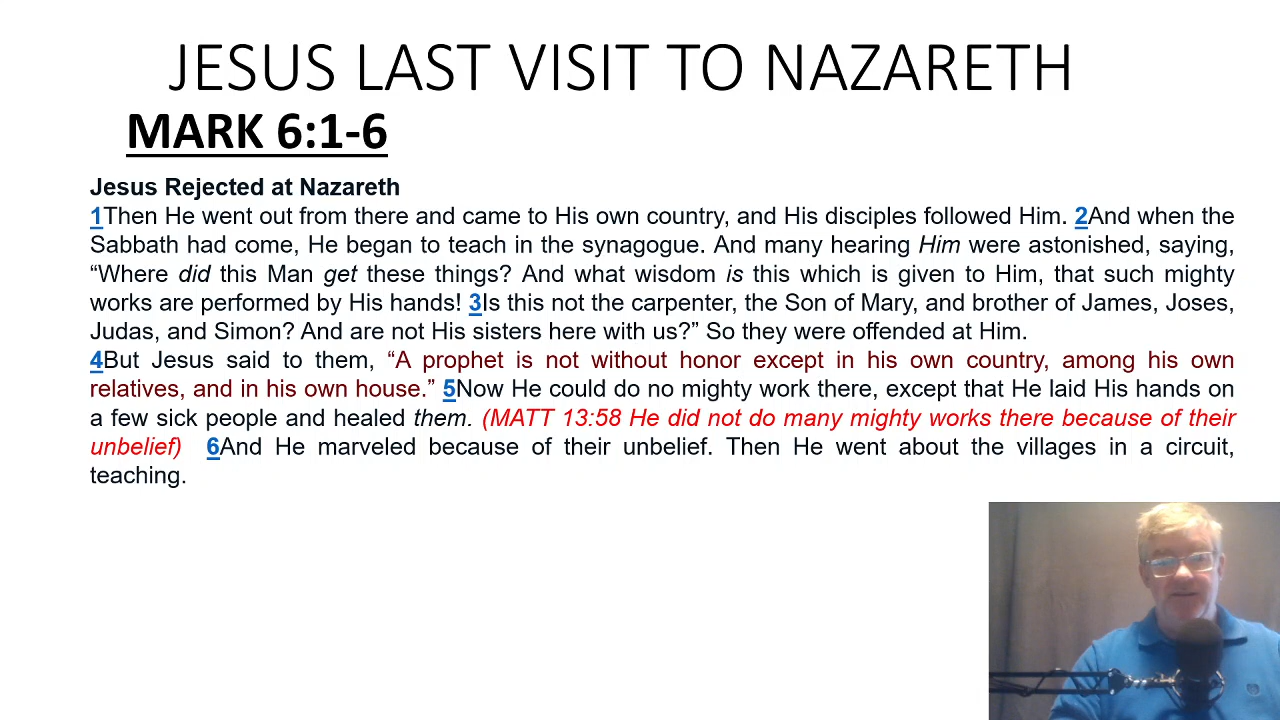 JESUS LAST VISIT TO NAZARETH
MARK 6:1-6
Jesus Rejected at Nazareth
1Then He went out from there and came to His own country, and His disciples followed Him. 2And when the
Sabbath had come, He began to teach in the synagogue. And many hearing Him were astonished, saying,
“Where did this Man get these things? And what wisdom is this which is given to Him, that such mighty
works are performed by His hands! 3Is this not the carpenter, the Son of Mary, and brother of James, Joses,
Judas, and Simon? And are not His sisters here with us?” So they were offended at Him.
4But Jesus said to them, “A prophet is not without honor except in his own country, among his own
relatives, and in his own house.” 5Now He could do no mighty work there, except that He laid His hands on
a few sick people and healed them. (MATT 13:58 He did not do many mighty works there because of their
unbelief) 6And He marveled because of their unbelief. Then He went about the villages in a circuit,
teaching.